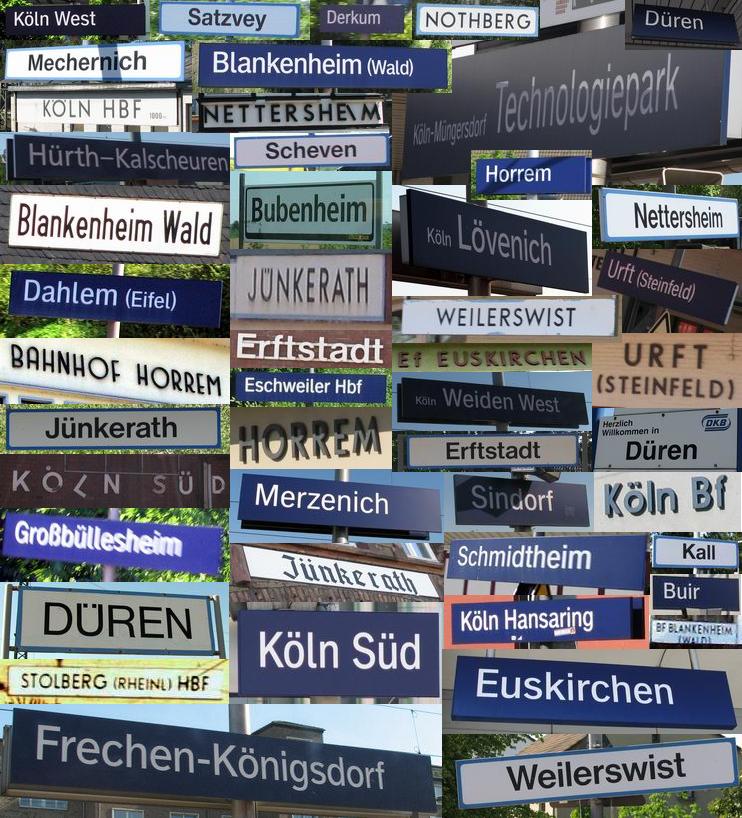 Köln West
Satzvey
Derkum
NOTHBERG
Düren
Mechernich
Blankenheim (Wald)
KÖLN HBF 1000m
NETTERSHEIM
Köln-Müngersdorf Technologiepark
Hürth-Kalscheuren
Scheven
Horrem
Blankenheim Wald
Bubenheim
Köln Lövenich
Nettersheim
Dahlem (Eifel)
JÜNKERATH
Urft (Steinfeld)
WEILERSWIST
BAHNHOF HORREM
Erftstadt
Bf EUSKIRCHEN
URFT
(STEINFELD)
Eschweiler Hbf
Köln Weiden West
Jünkerath
HORREM
Erftstadt
Herzlich
Willkommen in
DKB
Düren
KÖLN SÜD
Merzenich
Sindorf
Köln Bf
Großbüllesheim
Jünkerath
Schmidtheim
Kall
Buir
DÜREN
Köln Süd
Köln Hansaring
BF BLANKENHEIM
(WALD)
STOLBERG (RHEINL) HBF
Euskirchen
Frechen-Königsdorf
Weilerswist